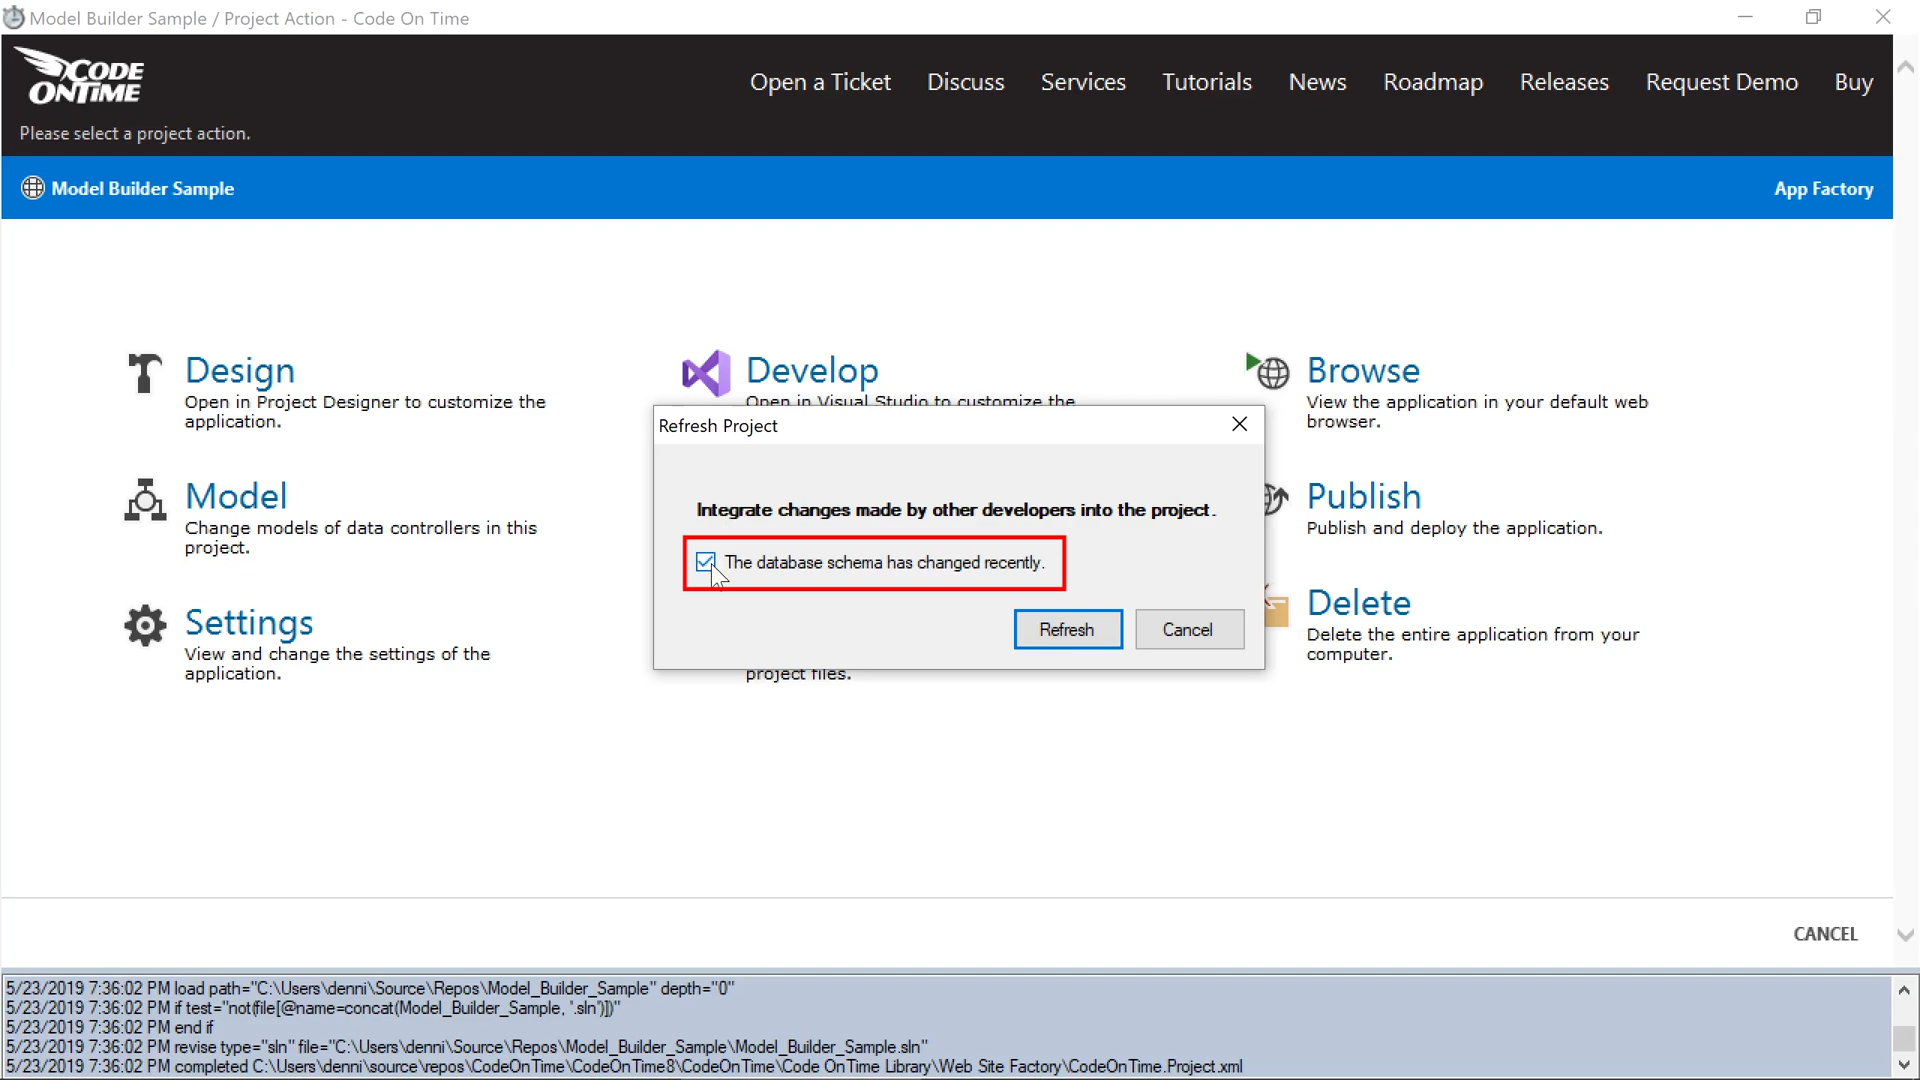 Model Builder Sample / Project Action - Code On Time
CODE
ONTIME
Open a Ticket Discuss Services Tutorials News Roadmap Releases Request Demo Buy
Please select a project action.
Model Builder Sample App Factory
Design
Open in Project Designer to customize the
application.
Develop
Open in Visual Studio to customize the
Browse
View the application in your default web
browser.
Refresh Project
Integrate changes made by other developers into the project.
The database schema has changed recently.
Refresh Cancel
Model
Change models of data controllers in this
project.
Publish
Publish and deploy the application.
Settings
View and change the settings of the
application.
project files.
Delete
Delete the entire application from your
computer.
CANCEL
5/23/2019 7:36:02 PM load path="C:\Users\denni\Source\Repos\Model_Builder_Sample" depth="0"
5/23/2019 7:36:02 PM if test="not(file[@name=concat(Model_Builder_Sample, '.sln')])"
5/23/2019 7:36:02 PM end if
5/23/2019 7:36:02 PM revise type="sln" file="C:\Users\denni\Source\Repos\Model_Builder_Sample\Model_Builder_Sample.sln"
5/23/2019 7:36:02 PM completed C:\Users\denni\source\repos\CodeOnTime\CodeOnTime8\CodeOnTime\Code OnTime Library\Web Site Factory\CodeOnTime.Project.xml